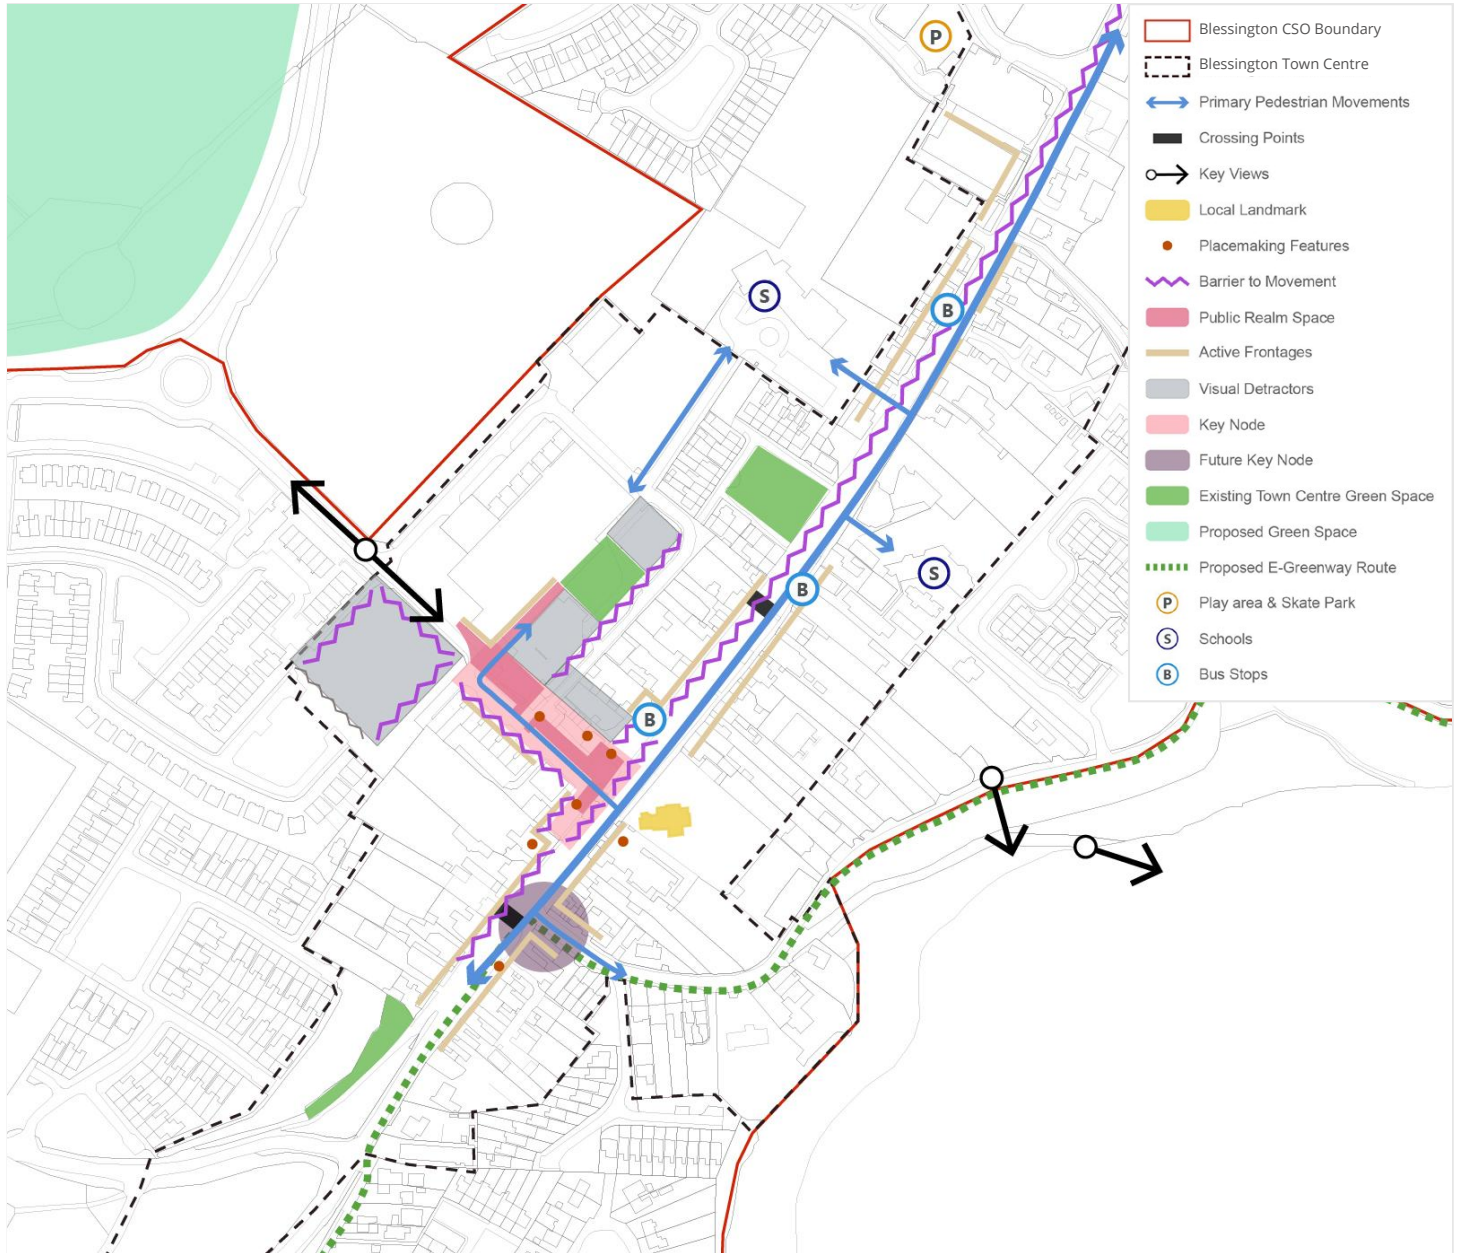 P
Blessington CSO Boundary
Blessington Town Centre
Primary Pedestrian Movements
Crossing Points
Key Views
Local Landmark
Placemaking Features
Barrier to Movement
Public Realm Space
Active Frontages
Visual Detractors
Key Node
Future Key Node
Existing Town Centre Green Space
Proposed Green Space
Proposed E-Greenway Route
P Play area & Skate Park
S Schools
B Bus Stops
S
B
S
B
B